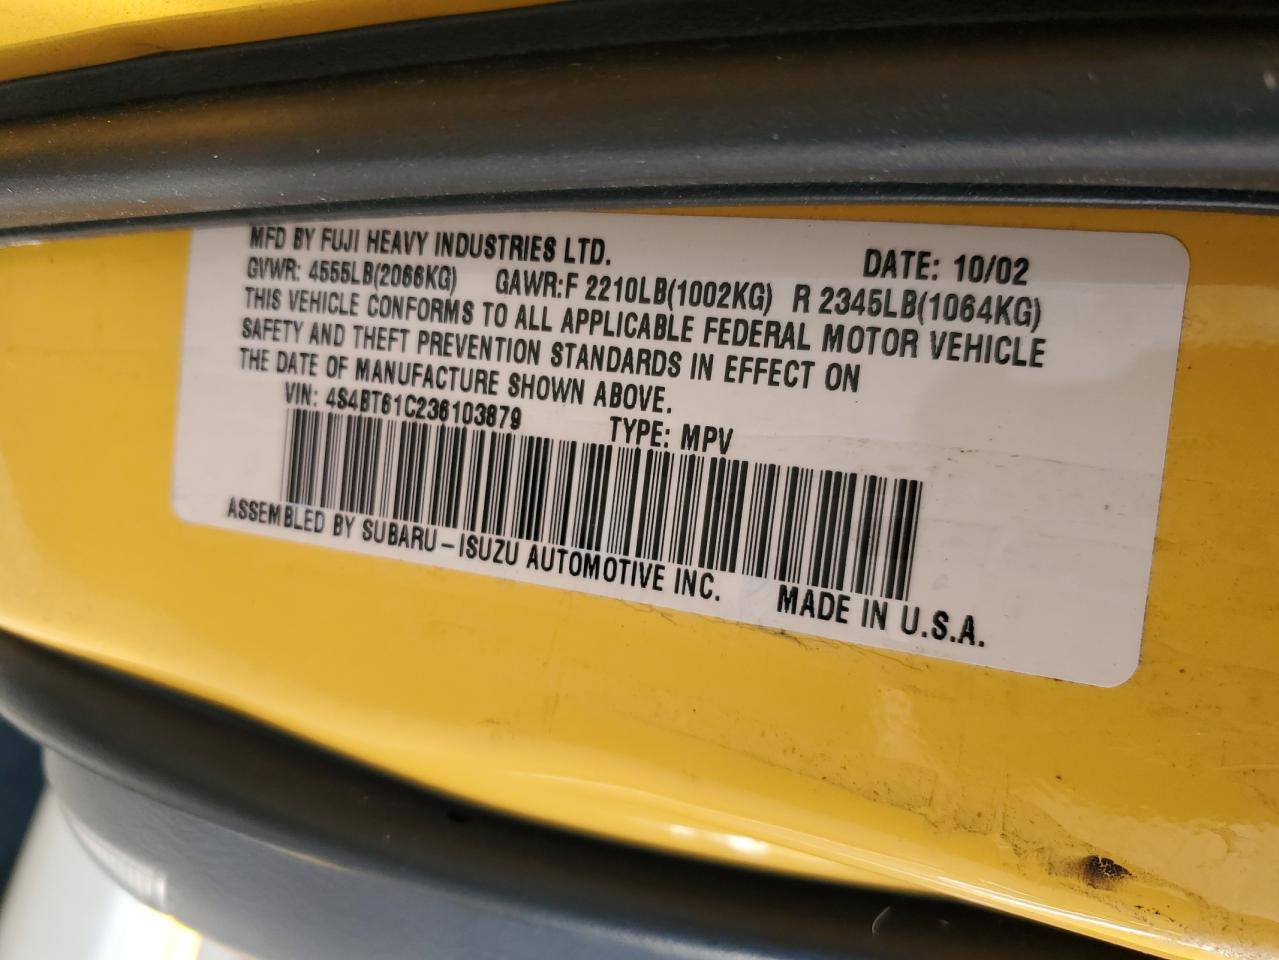 MFD BY FUJI HEAVY INDUSTRIES LTD. DATE: 10/02
GVWR: 4555LB(2066KG) GAWR:F 2210LB(1002KG) R 2345LB(1064KG)
THIS VEHICLE CONFORMS TO ALL APPLICABLE FEDERAL MOTOR VEHICLE
SAFETY AND THEFT PREVENTION STANDARDS IN EFFECT ON
THE DATE OF MANUFACTURE SHOWN ABOVE.
VIN: 4S4BT61C236103879 TYPE: MPV
ASSEMBLED BY SUBARU-ISUZU AUTOMOTIVE INC. MADE IN U.S.A.